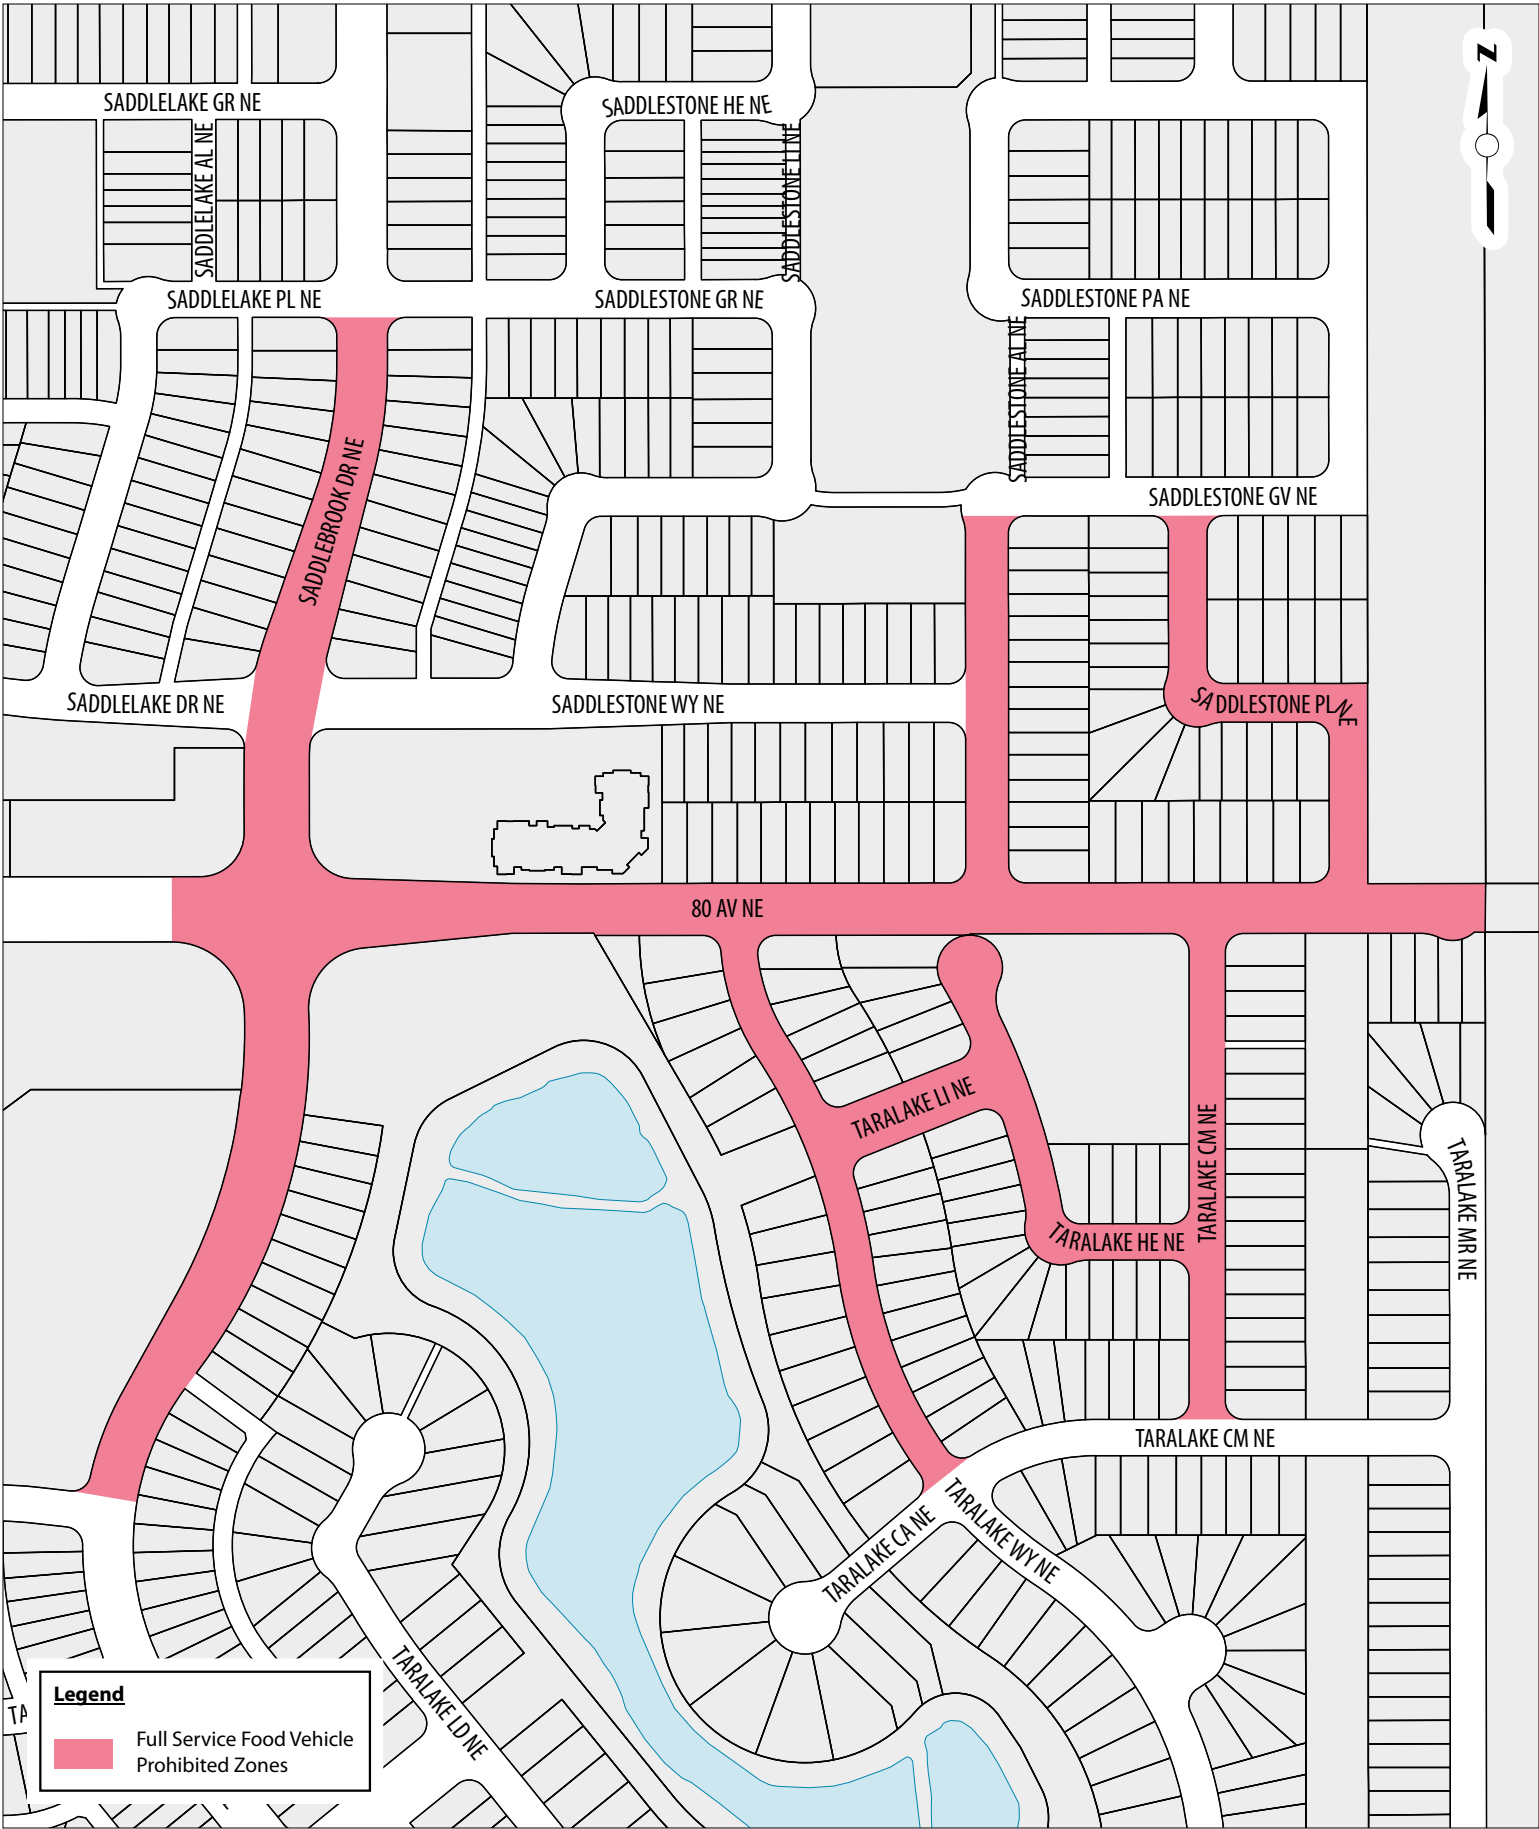 N
SADDLELAKE GR NE
SADDLESTONE HE NE
SADDLELAKE AL NE
SADDLESTONE LI NE
SADDLELAKE PL NE
SADDLESTONE GR NE
SADDLESTONE PA NE
SADDLESTONE AL NE
SADDLEBROOK DR NE
SADDLESTONE GV NE
SADDLELAKE DR NE
SADDLESTONE WY NE
SADDLESTONE PL NE
80 AV NE
TARALAKE LI NE
TARALAKE CM NE
TARALAKE MR NE
TARALAKE HE NE
TARALAKE CM NE
TARALAKE CA NE
TARALAKE WY NE
TARALAKE LD NE
TA
Legend
Full Service Food Vehicle
Prohibited Zones